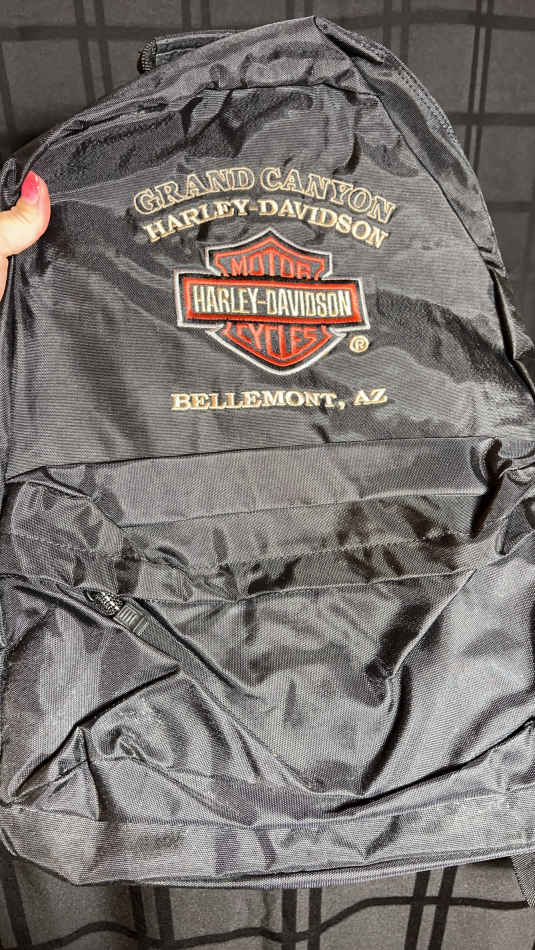 GRAND CANYON
HARLEY-DAVIDSON
MOTOR
HARLEY-DAVIDSON
CYCLES
®
BELLEMONT, AZ